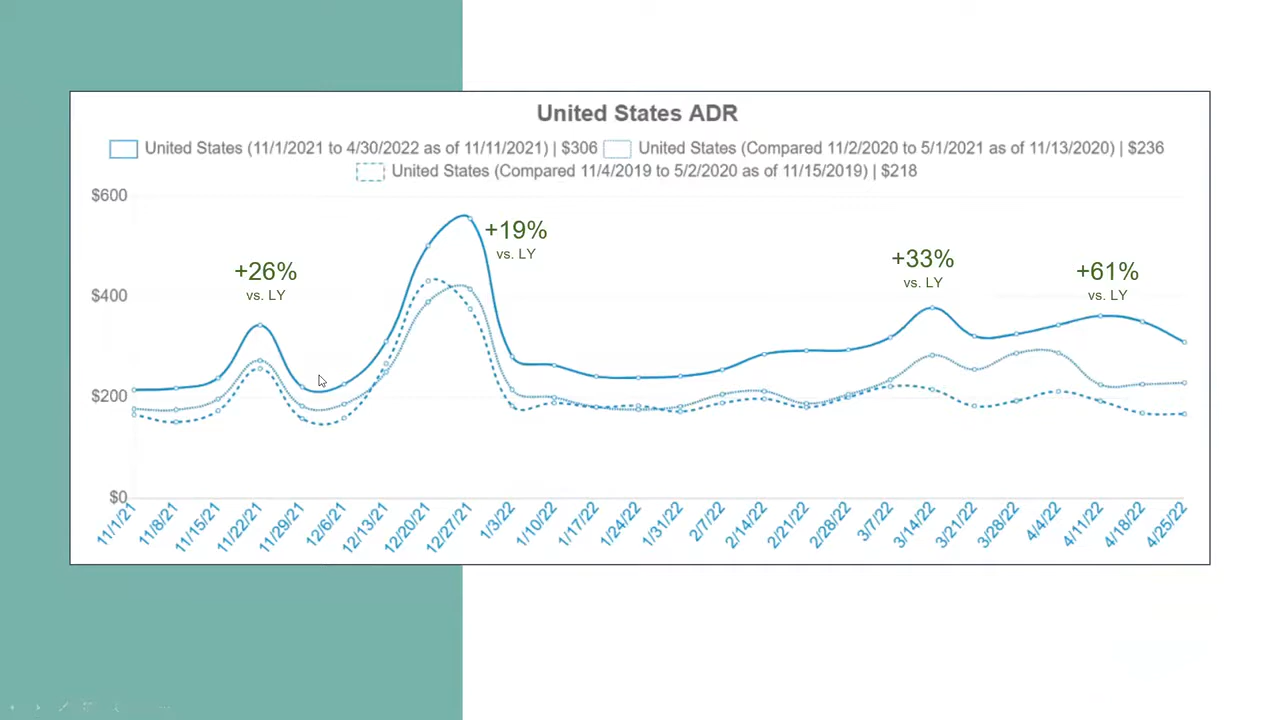 United States ADR
United States (11/1/2021 to 4/30/2022 as of 11/11/2021) | $306 United States (Compared 11/2/2020 to 5/1/2021 as of 11/13/2020) | $236
United States (Compared 11/4/2019 to 5/2/2020 as of 11/15/2019) | $218
$600
+19%
vs. LY
+33%
vs. LY
+26%
vs. LY
+61%
vs. LY
$400
$200
$0
11/1/21 11/8/21 11/15/21 11/22/21 11/29/21 12/6/21 12/13/21 12/20/21 12/27/21 1/3/22 1/10/22 1/17/22 1/24/22 1/31/22 2/7/22 2/14/22 2/21/22 2/28/22 3/7/22 3/14/22 3/21/22 3/28/22 4/4/22 4/11/22 4/18/22 4/25/22